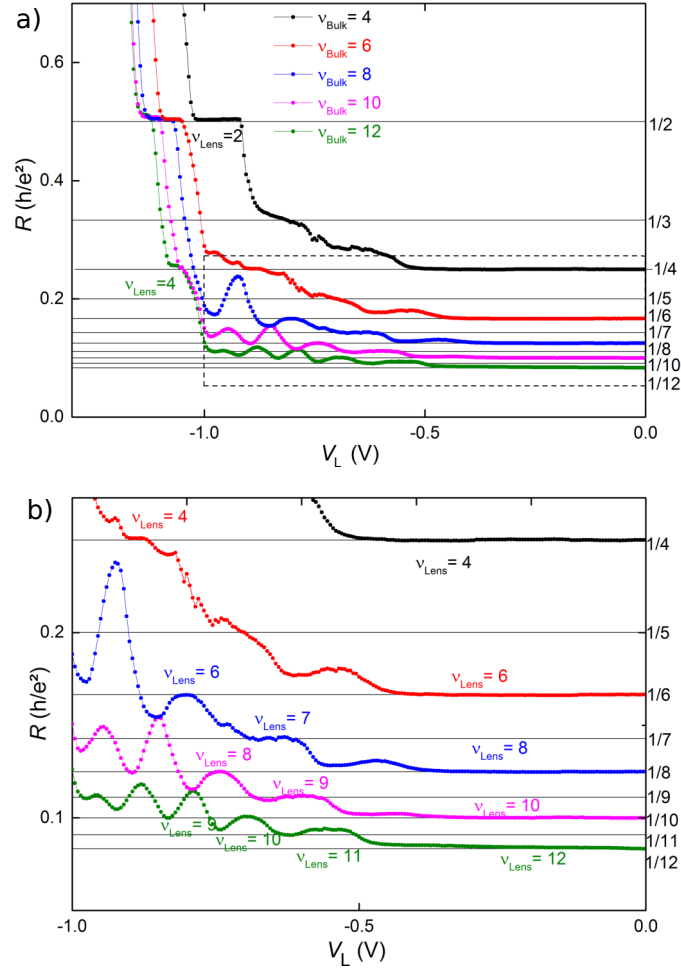 a)
0.6
0.4
0.2
0.0
R (h/e²)
ν_Bulk = 4
ν_Bulk = 6
ν_Bulk = 8
ν_Bulk = 10
ν_Bulk = 12
ν_Lens = 2
ν_Lens = 4
1/2
1/3
1/4
1/5
1/6
1/7
1/8
1/10
1/12
-1.0
-0.5
0.0
V_L (V)
b)
ν_Lens = 4
ν_Lens = 4
1/4
0.2
1/5
ν_Lens = 6
ν_Lens = 6
1/6
R (h/e²)
ν_Lens = 7
1/7
ν_Lens = 8
ν_Lens = 8
1/8
ν_Lens = 9
1/9
ν_Lens = 10
0.1
1/10
ν_Lens = 9
ν_Lens = 10
1/11
ν_Lens = 11
ν_Lens = 12
1/12
-1.0
-0.5
0.0
V_L (V)